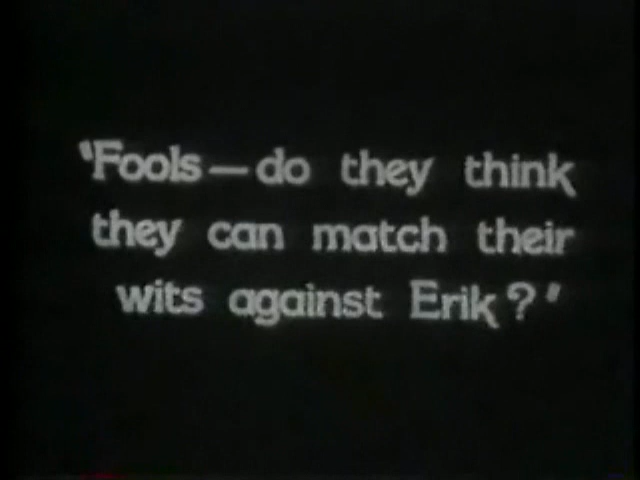 "Fools — do they think
they can match their
wits against Erik?"